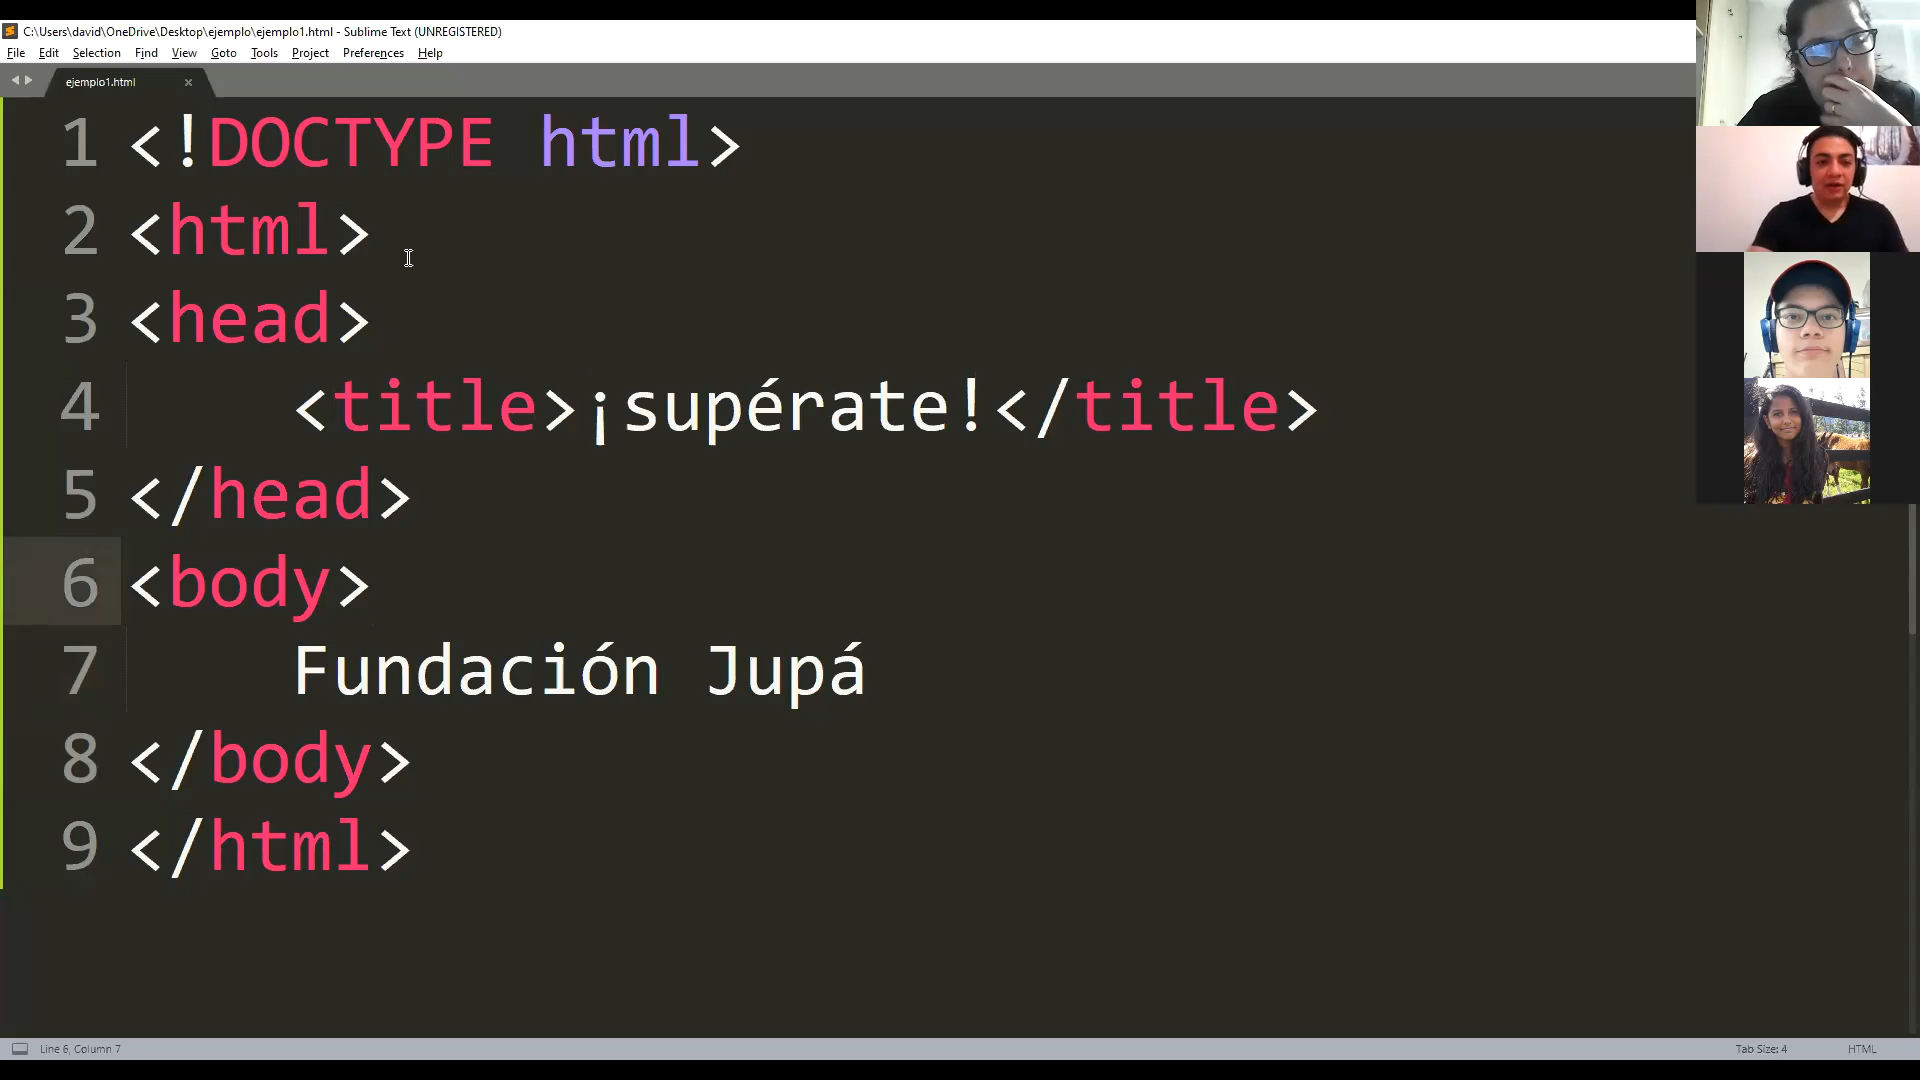 C:\Users\david\OneDrive\Desktop\ejemplo\ejemplo1.html - Sublime Text (UNREGISTERED)
File Edit Selection Find View Goto Tools Project Preferences Help
ejemplo1.html
1 <!DOCTYPE html>
2 <html>
3 <head>
4 <title>¡supérate!</title>
5 </head>
6 <body>
7 Fundación Jupá
8 </body>
9 </html>
Line 6, Column 7 Tab Size: 4 HTML